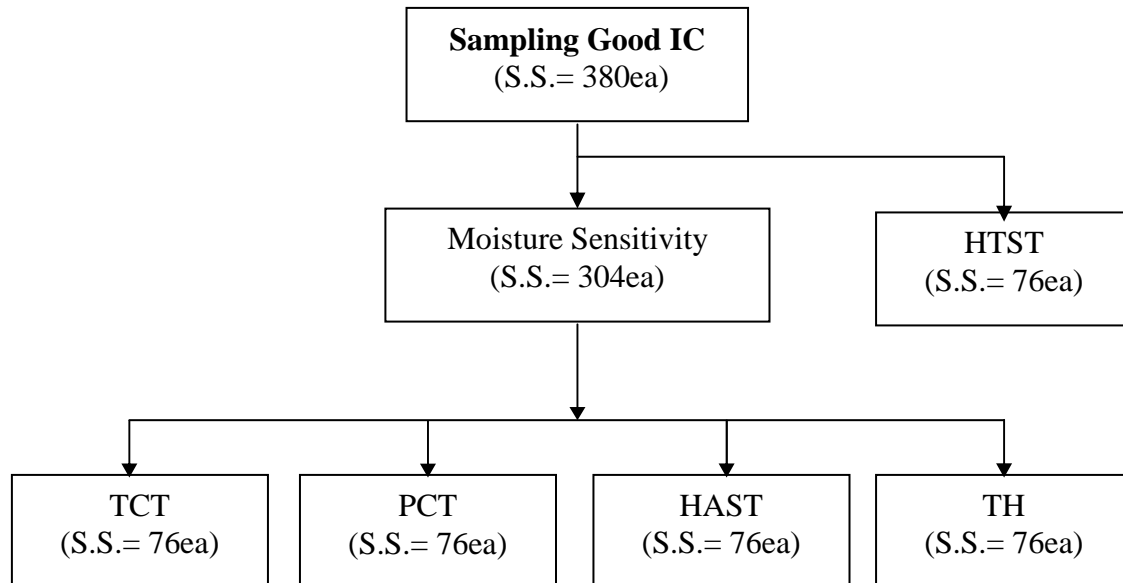 Sampling Good IC
(S.S.= 380ea)
Moisture Sensitivity
(S.S.= 304ea)
HTST
(S.S.= 76ea)
TCT
(S.S.= 76ea)
PCT
(S.S.= 76ea)
HAST
(S.S.= 76ea)
TH
(S.S.= 76ea)